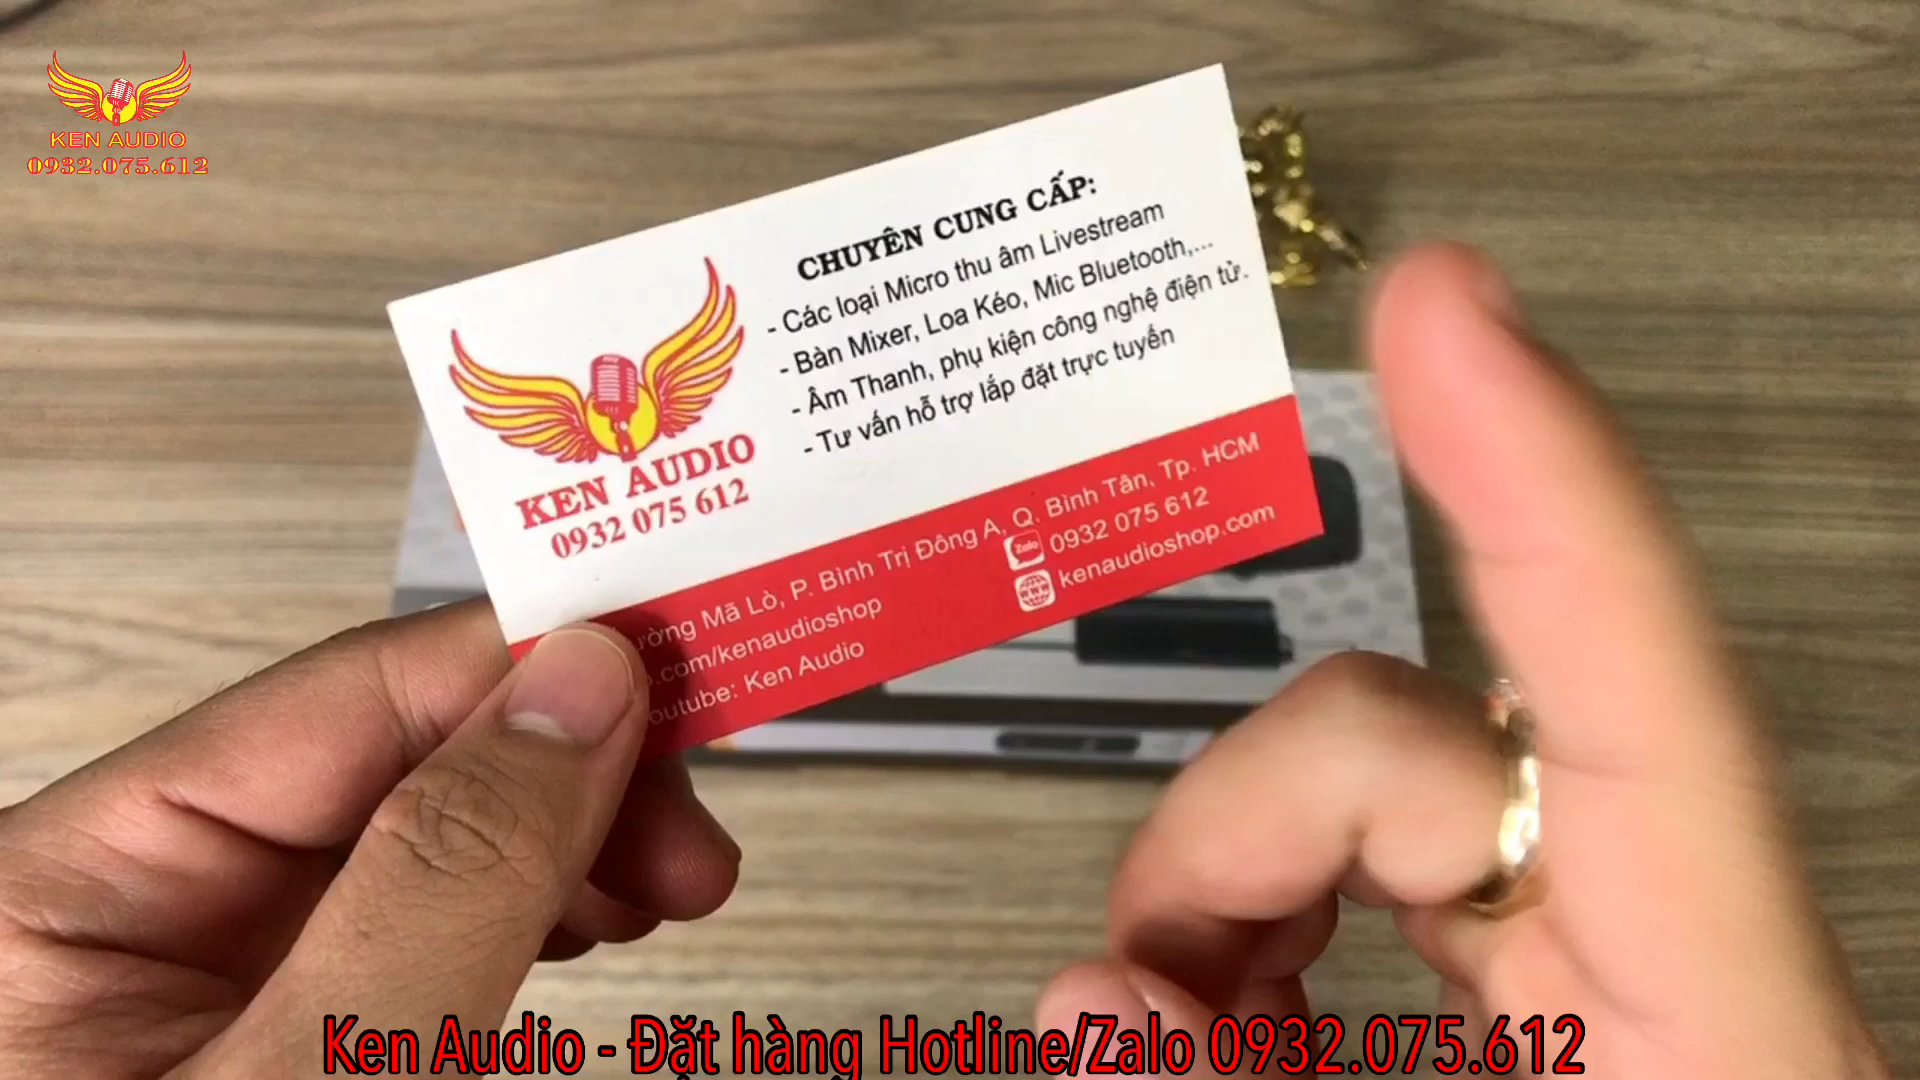 KEN AUDIO
0932.075.612
CHUYÊN CUNG CẤP:
- Các loại Micro thu âm Livestream
- Bàn Mixer, Loa Kéo, Mic Bluetooth,...
- Âm Thanh, phụ kiện công nghệ điện tử.
- Tư vấn hỗ trợ lắp đặt trực tuyến
KEN AUDIO
0932 075 612
Mã Lò, P. Bình Trị Đông A, Q. Bình Tân, Tp. HCM
.com/kenaudioshop
Zalo 0932 075 612
outube: Ken Audio
WWW kenaudioshop.com
Ken Audio - Đặt hàng Hotline/Zalo 0932.075.612